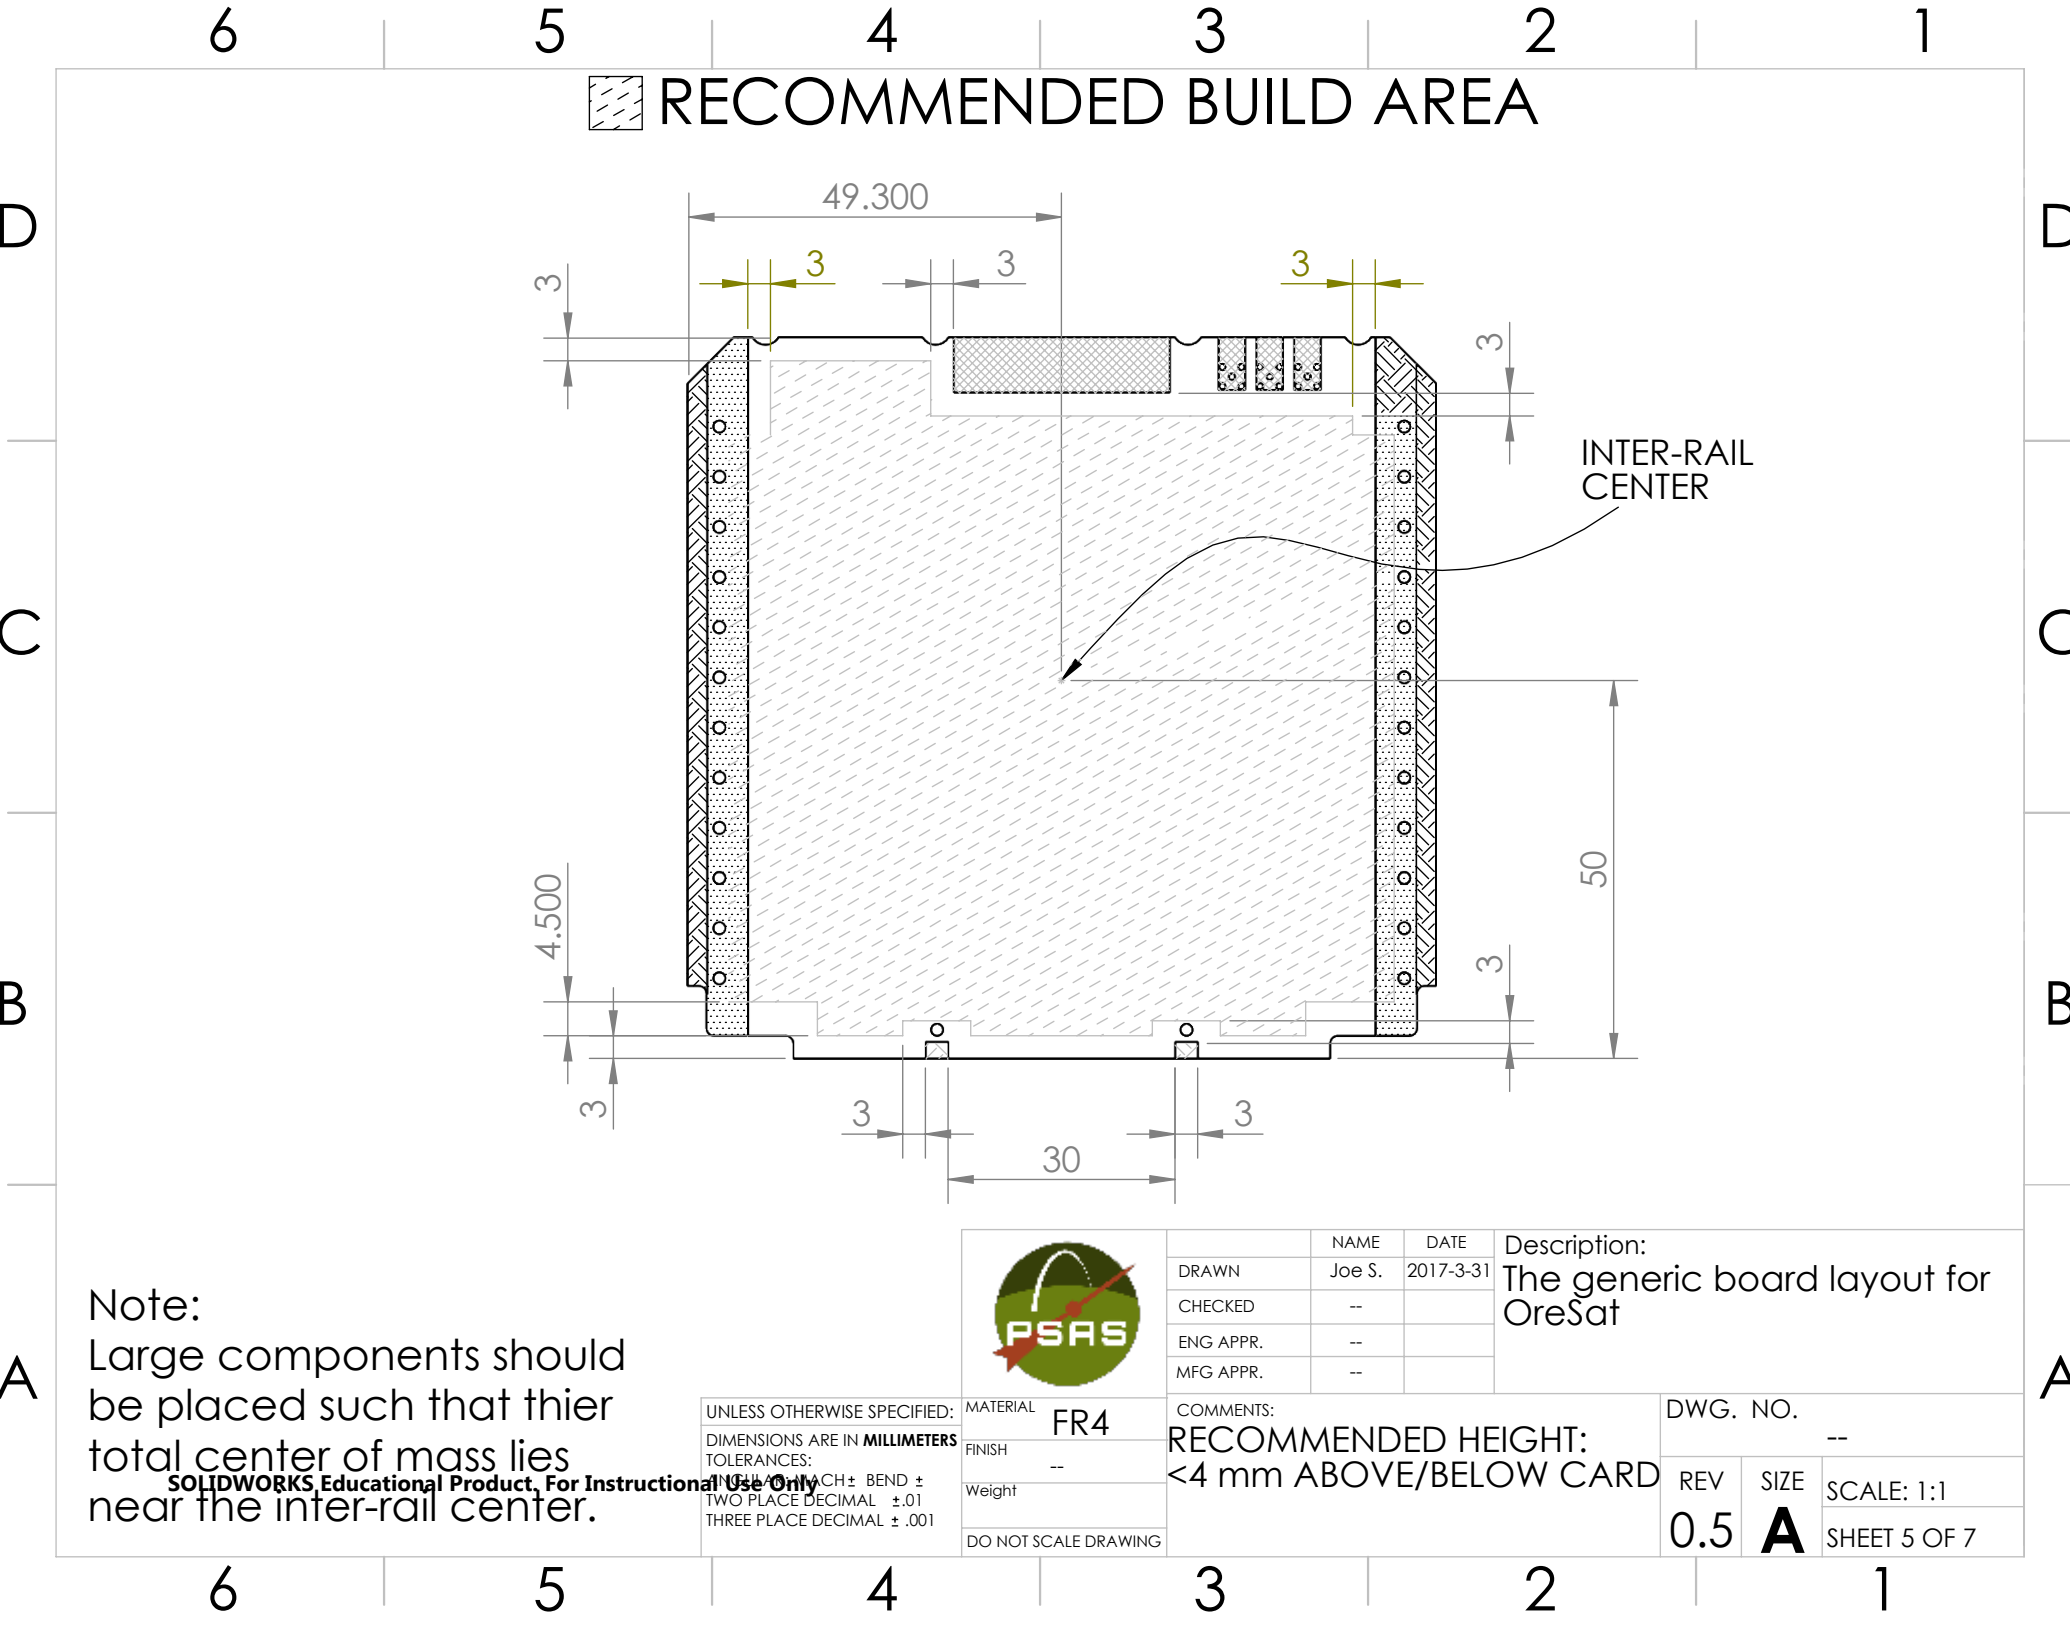 6 5 4 3 2 1
RECOMMENDED BUILD AREA
D D
49.300
3 3 3
3
3
INTER-RAIL
CENTER
C C
4.500
50
3
B B
3
3 3
30
NAME DATE
DRAWN Joe S. 2017-3-31
CHECKED --
ENG APPR. --
MFG APPR. --
Description:
The generic board layout for
OreSat
PSAS
A A
Note:
Large components should
be placed such that thier
total center of mass lies
near the inter-rail center.
SOLIDWORKS Educational Product. For Instructional Use Only
UNLESS OTHERWISE SPECIFIED:
DIMENSIONS ARE IN MILLIMETERS
TOLERANCES:
ANGULAR: MACH± BEND ±
TWO PLACE DECIMAL ±.01
THREE PLACE DECIMAL ± .001
MATERIAL
FR4
FINISH
--
Weight
DO NOT SCALE DRAWING
COMMENTS:
RECOMMENDED HEIGHT:
<4 mm ABOVE/BELOW CARD
DWG. NO.
--
REV
0.5
SIZE
A
SCALE: 1:1
SHEET 5 OF 7
6 5 4 3 2 1